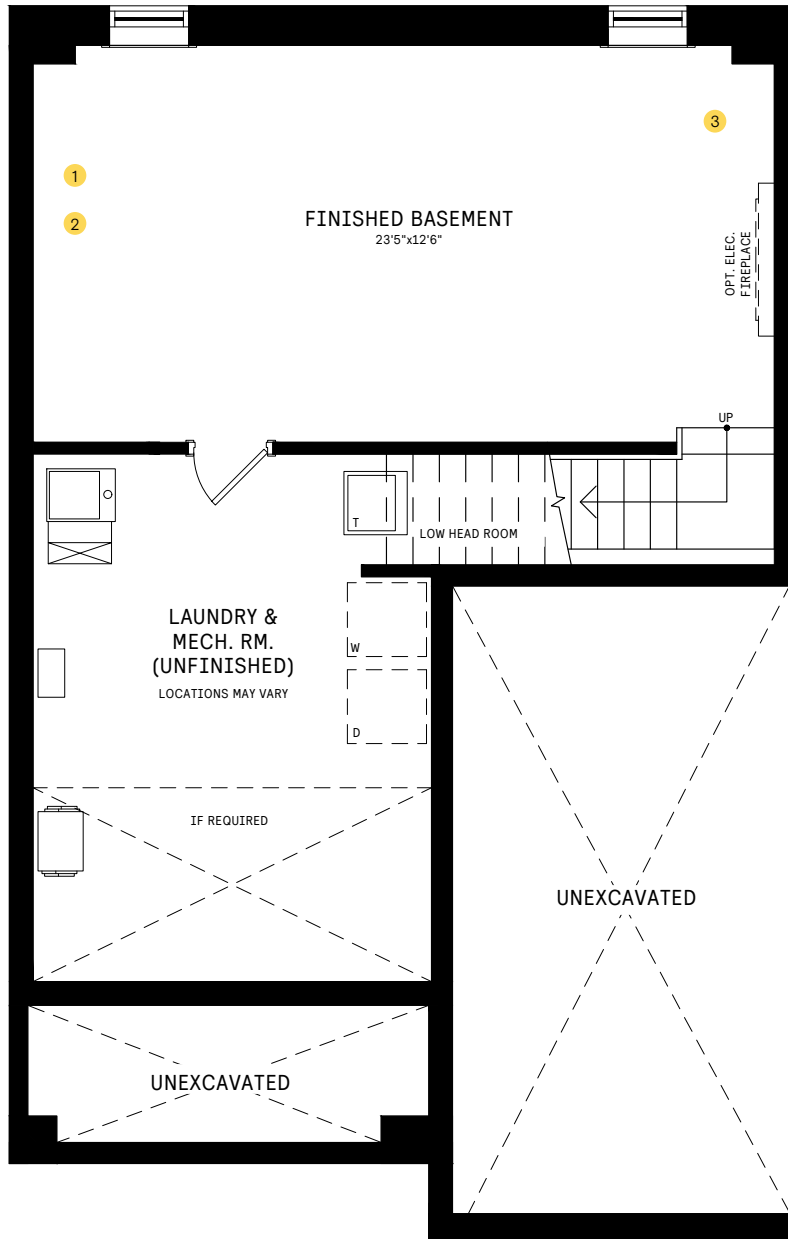 3
1
2
FINISHED BASEMENT
23'5"x12'6"
OPT. ELEC.
FIREPLACE
UP
T
LOW HEAD ROOM
LAUNDRY &
MECH. RM.
(UNFINISHED)
LOCATIONS MAY VARY
W
D
IF REQUIRED
UNEXCAVATED
UNEXCAVATED